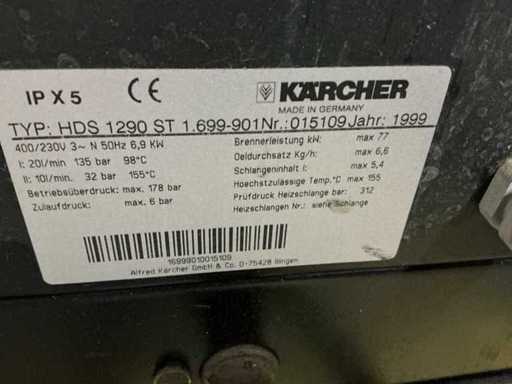 IP X 5 CE KÄRCHER
MADE IN GERMANY
TYP: HDS 1290 ST 1.699-901 Nr.: 015109 Jahr: 1999
400/230V 3~ N 50Hz 6,9 KW
I: 20l/min 135 bar 98°C
II: 10l/min. 32 bar 155°C
Betriebsüberdruck: max. 178 bar
Zulaufdruck: max. 6 bar
Brennerleistung kW: max 77
Oeldurchsatz Kg/h: max 6,6
Schlangeninhalt l: max 5,4
Hoechstzulässige Temp.°C max 155
Prüfdruck Heizschlange bar: 312
Heizschlangen Nr.: siehe Schlange
16999010015109
Alfred Kärcher GmbH & Co. D-75428 Illingen